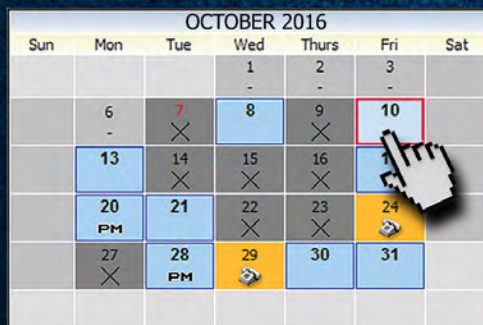 OCTOBER 2016
Sun Mon Tue Wed Thurs Fri Sat
1 2 3
- - -
6 7 8 9 10
-
13 14 15 16
20 21 22 23 24
PM
27 28 29 30 31
PM